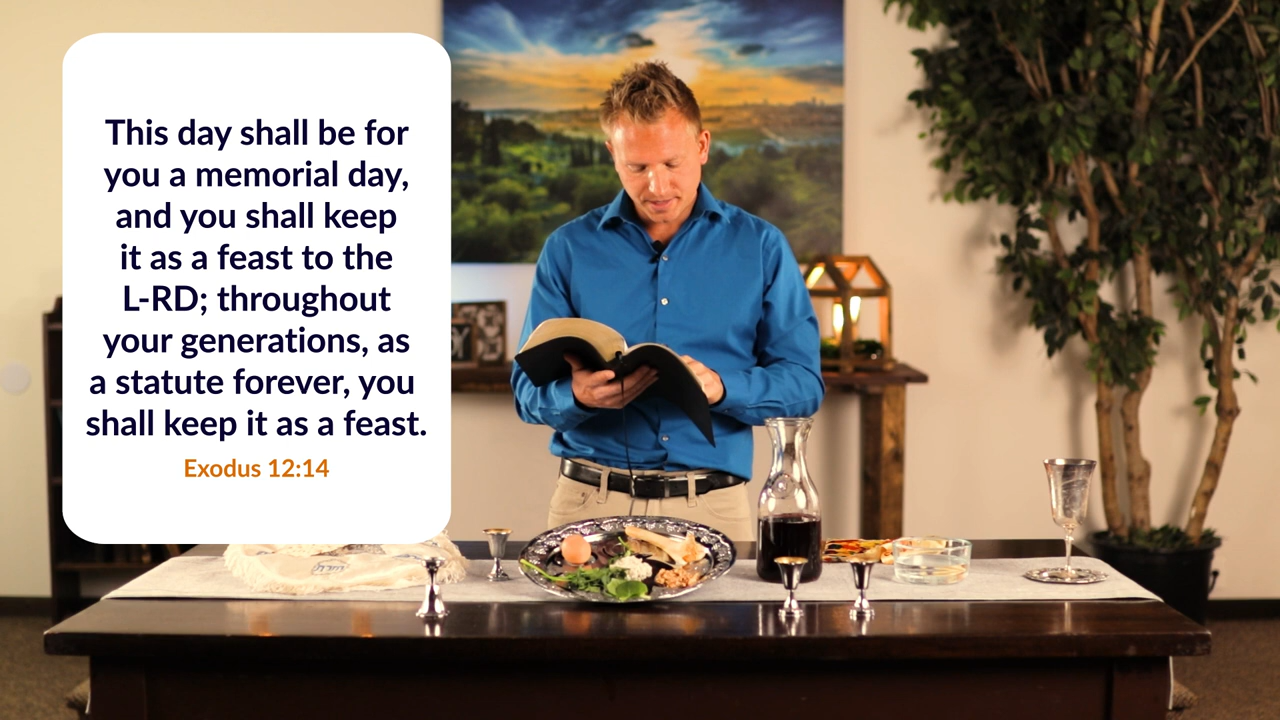 This day shall be for
you a memorial day,
and you shall keep
it as a feast to the
L-RD; throughout
your generations, as
a statute forever, you
shall keep it as a feast.
Exodus 12:14